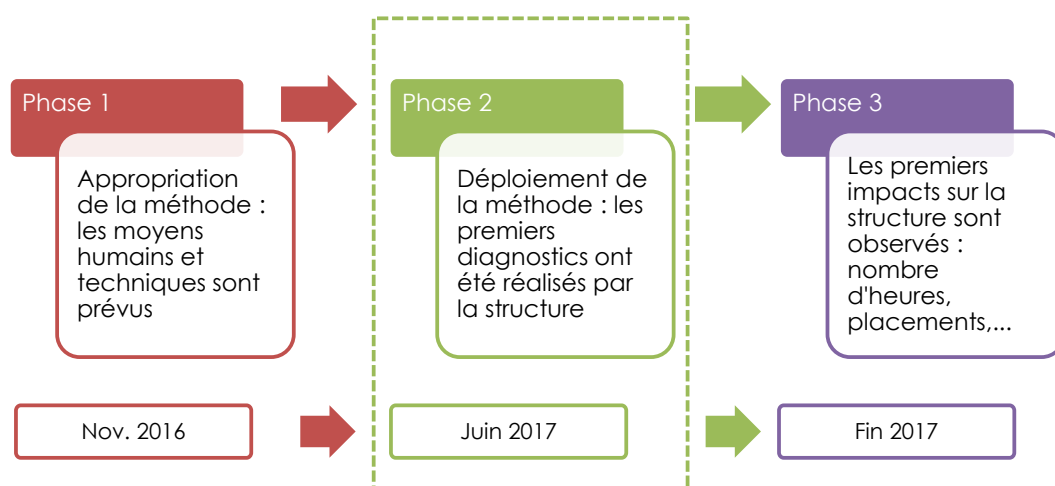 Phase 1
Appropriation
de la méthode :
les moyens
humains et
techniques sont
prévus
Phase 2
Déploiement de
la méthode : les
premiers
diagnostics ont
été réalisés par
la structure
Phase 3
Les premiers
impacts sur la
structure sont
observés :
nombre
d'heures,
placements,...
Nov. 2016
Juin 2017
Fin 2017